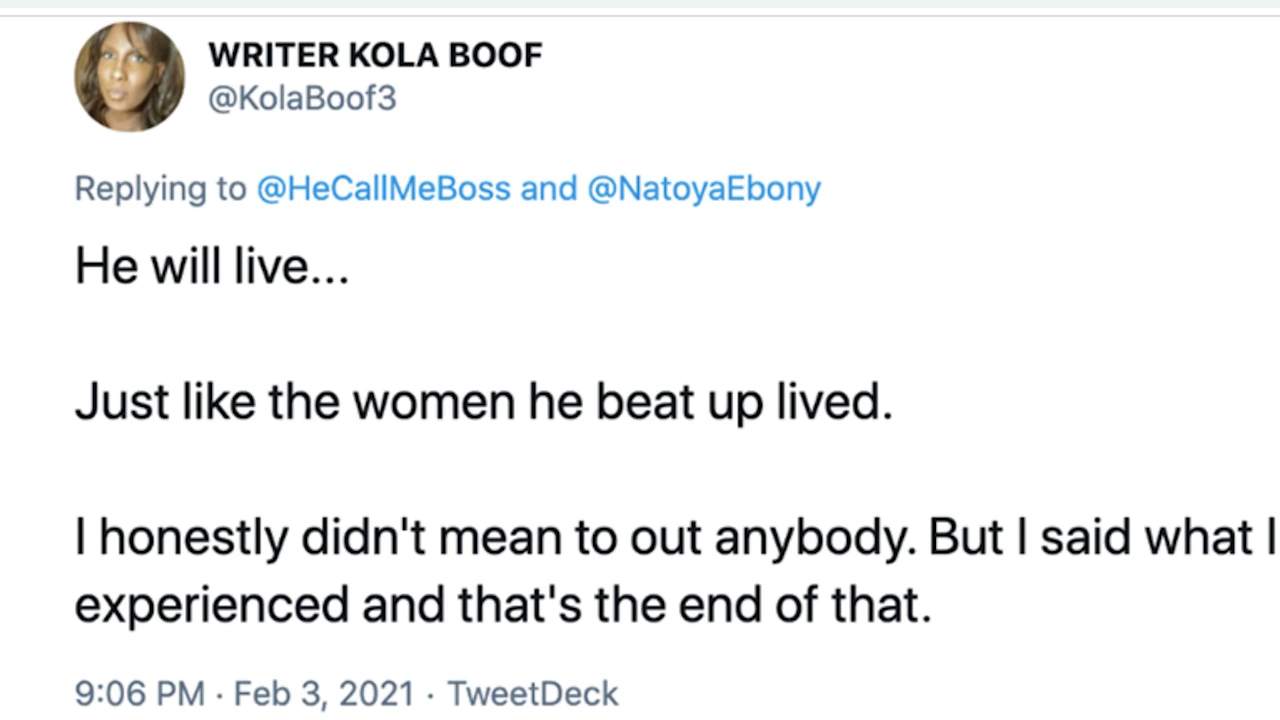 WRITER KOLA BOOF
@KolaBoof3
Replying to @HeCallMeBoss and @NatoyaEbony
He will live...
Just like the women he beat up lived.
I honestly didn't mean to out anybody. But I said what I
experienced and that's the end of that.
9:06 PM · Feb 3, 2021 · TweetDeck